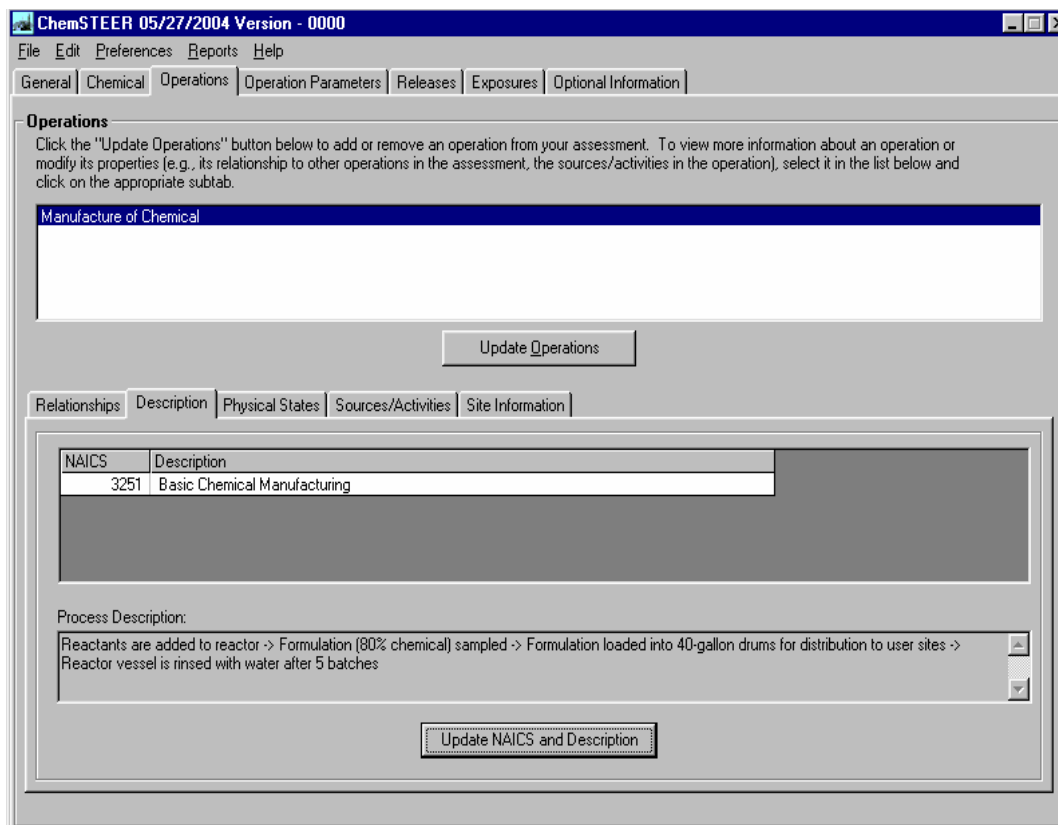 ChemSTEER 05/27/2004 Version - 0000
File Edit Preferences Reports Help
General Chemical Operations Operation Parameters Releases Exposures Optional Information
Operations
Click the "Update Operations" button below to add or remove an operation from your assessment. To view more information about an operation or
modify its properties (e.g., its relationship to other operations in the assessment, the sources/activities in the operation), select it in the list below and
click on the appropriate subtab.
Manufacture of Chemical
Update Operations
Relationships Description Physical States Sources/Activities Site Information
NAICS Description
3251 Basic Chemical Manufacturing
Process Description:
Reactants are added to reactor -> Formulation (80% chemical) sampled -> Formulation loaded into 40-gallon drums for distribution to user sites ->
Reactor vessel is rinsed with water after 5 batches
Update NAICS and Description